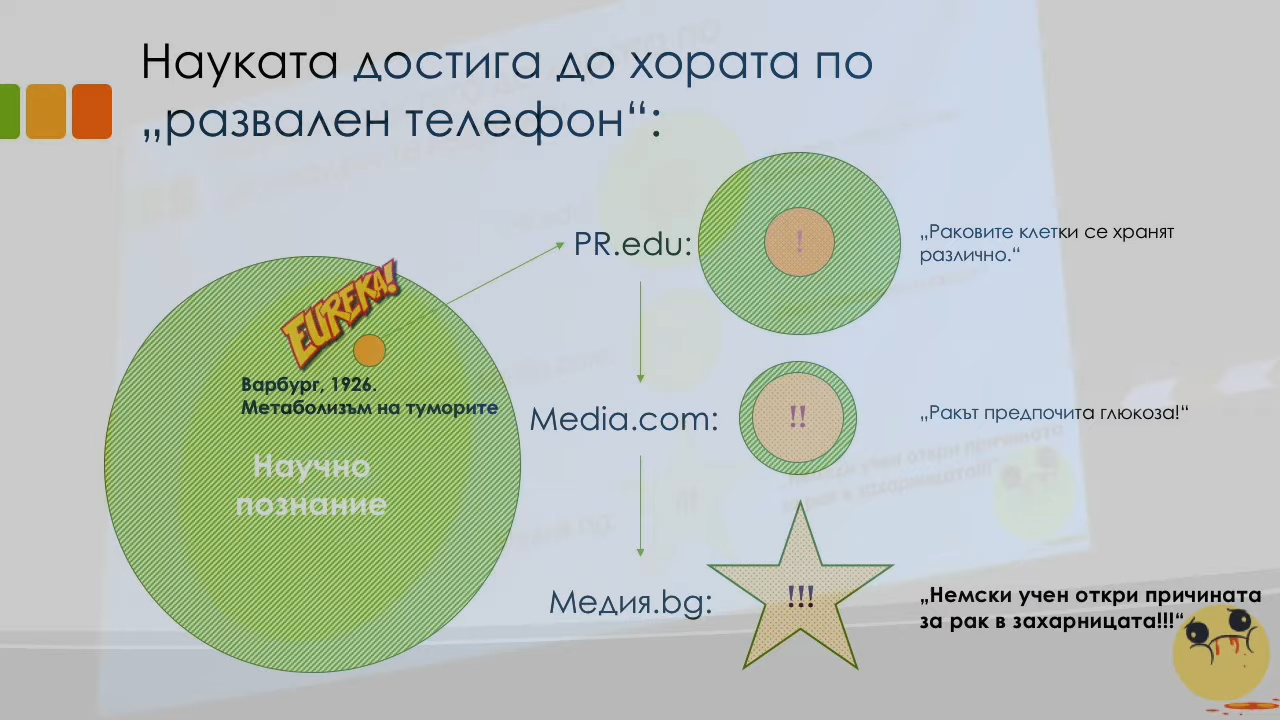 Науката достига до хората по
„развален телефон“:
PR.edu:
!
„Раковите клетки се хранят
различно.“
EUREKA!
Варбург, 1926.
Метаболизъм на туморите
Научно
познание
Media.com:
!!
„Ракът предпочита глюкоза!“
Медия.bg:
!!!
„Немски учен откри причината
за рак в захарницата!!!“